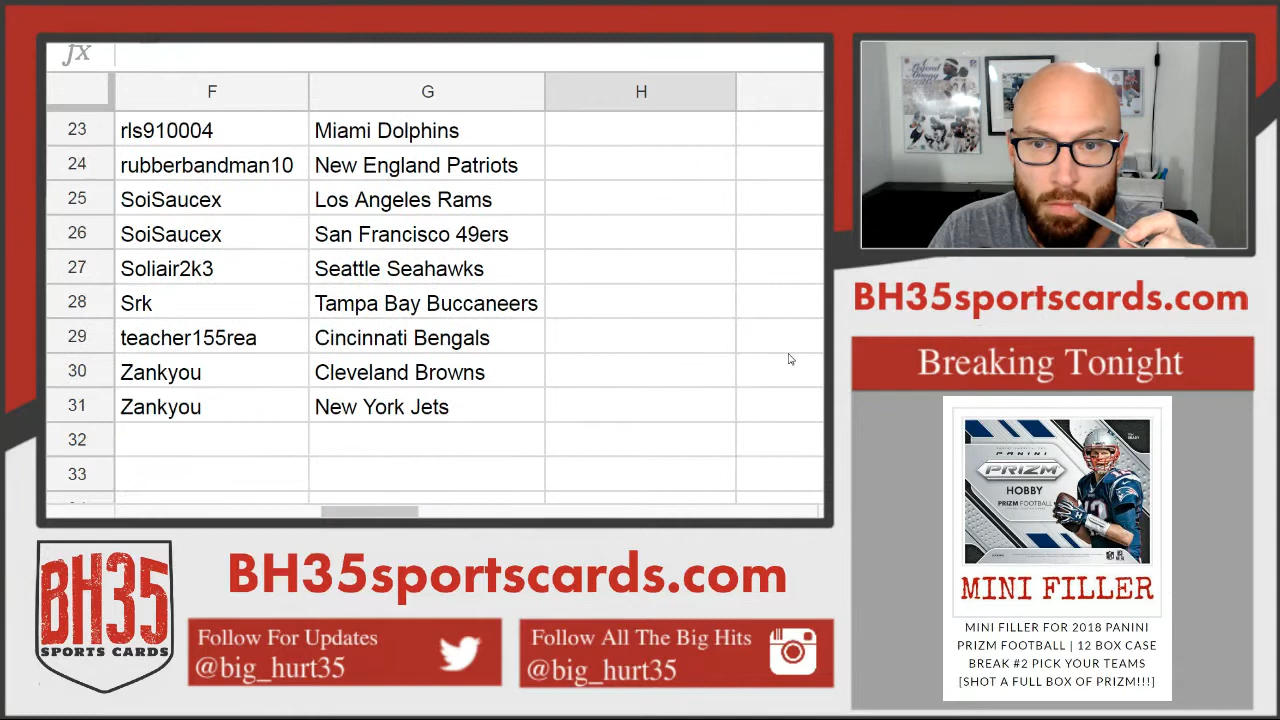 fx
F G H
23 rls910004 Miami Dolphins
24 rubberbandman10 New England Patriots
25 SoiSaucex Los Angeles Rams
26 SoiSaucex San Francisco 49ers
27 Soliair2k3 Seattle Seahawks
28 Srk Tampa Bay Buccaneers
29 teacher155rea Cincinnati Bengals
30 Zankyou Cleveland Browns
31 Zankyou New York Jets
32
33
BH35sportscards.com
Breaking Tonight
PANINI
PRIZM
HOBBY
PRIZM FOOTBALL
MINI FILLER
MINI FILLER FOR 2018 PANINI
PRIZM FOOTBALL | 12 BOX CASE
BREAK #2 PICK YOUR TEAMS
[SHOT A FULL BOX OF PRIZM!!!]
BH35
SPORTS CARDS
BH35sportscards.com
Follow For Updates
@big_hurt35
Follow All The Big Hits
@big_hurt35